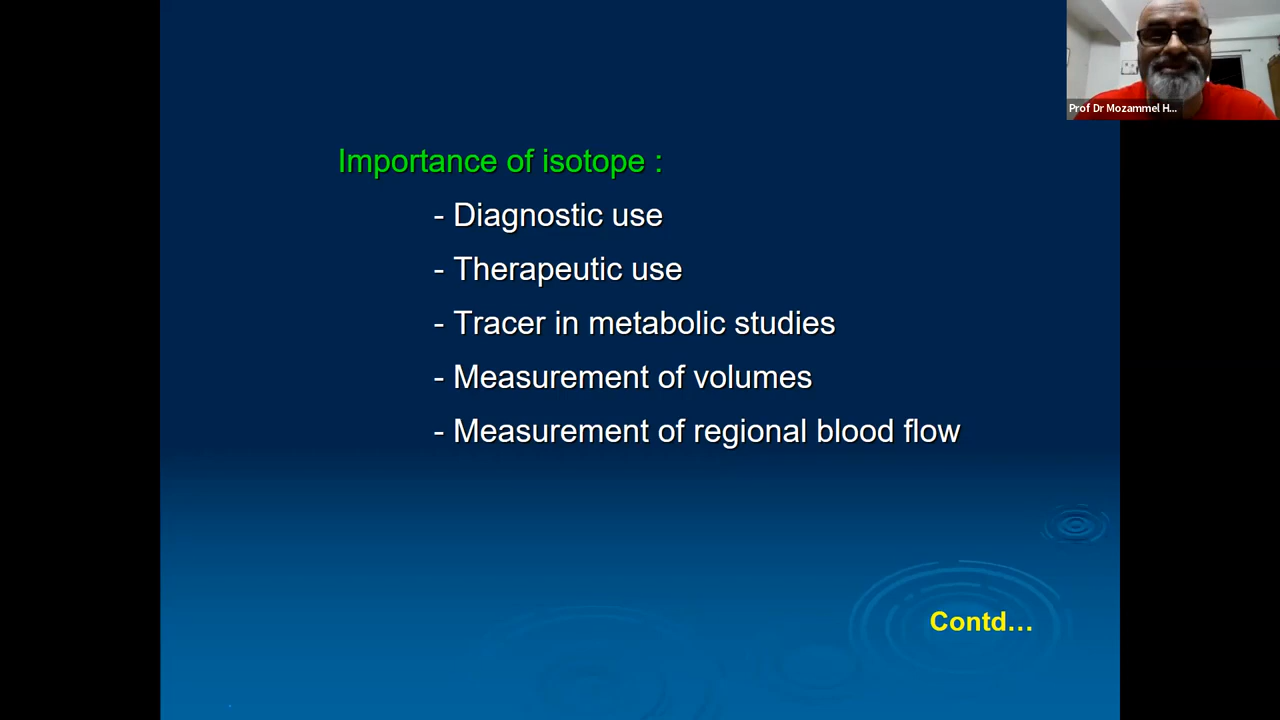 Prof Dr Mozammel H...
Importance of isotope :
- Diagnostic use
- Therapeutic use
- Tracer in metabolic studies
- Measurement of volumes
- Measurement of regional blood flow
Contd...